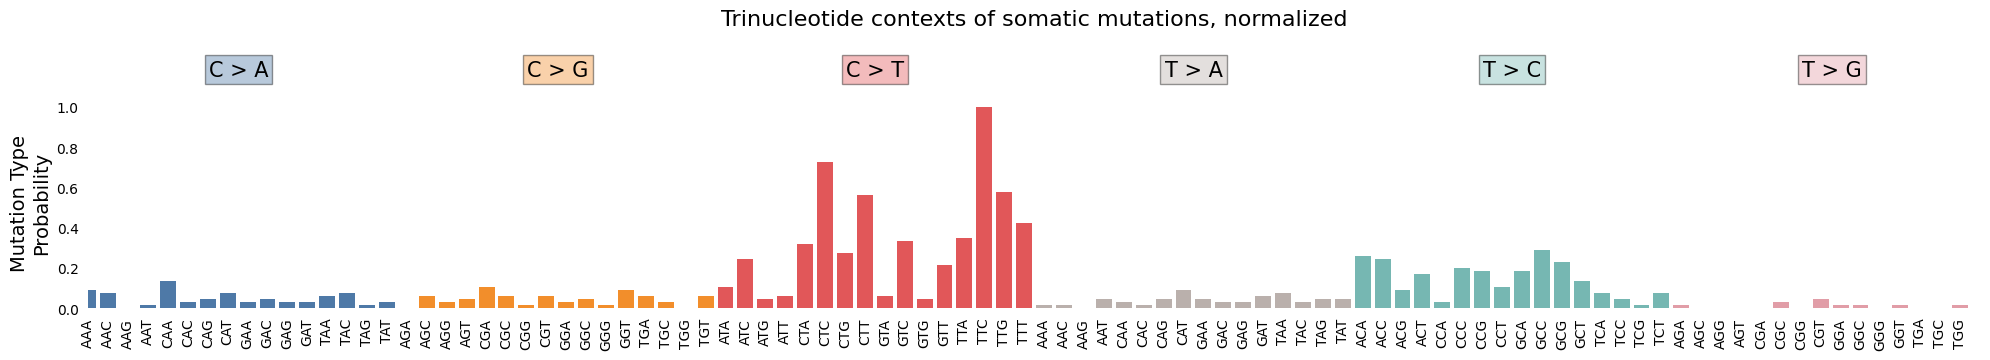 Trinucleotide contexts of somatic mutations, normalized
C > A C > G C > T T > A T > C T > G
Mutation Type
Probability
1.0
0.8
0.6
0.4
0.2
0.0
AAA AAC AAG AAT CAA CAC CAG CAT GAA GAC GAG GAT TAA TAC TAG TAT AGA AGC AGG AGT CGA CGC CGG CGT GGA GGC GGG GGT TGA TGC TGG TGT ATA ATC ATG ATT CTA CTC CTG CTT GTA GTC GTG GTT TTA TTC TTG TTT AAA AAC AAG AAT CAA CAC CAG CAT GAA GAC GAG GAT TAA TAC TAG TAT ACA ACC ACG ACT CCA CCC CCG CCT GCA GCC GCG GCT TCA TCC TCG TCT AGA AGC AGG AGT CGA CGC CGG CGT GGA GGC GGG GGT TGA TGC TGG